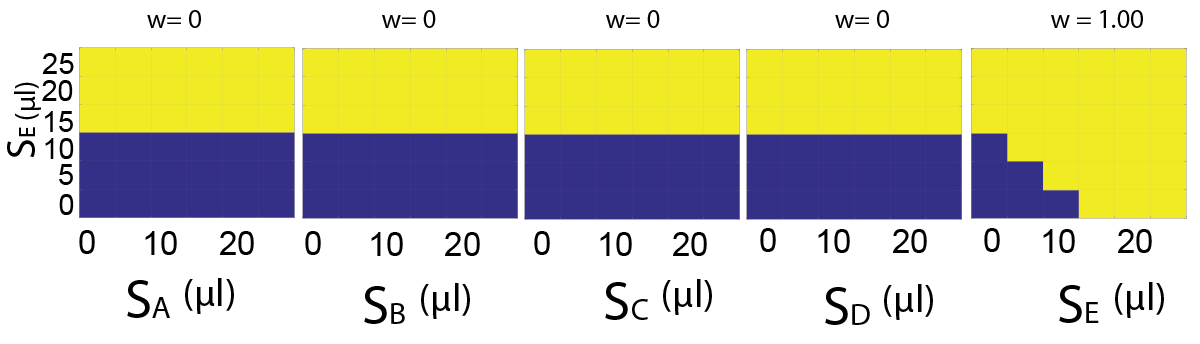 w= 0
w= 0
w= 0
w= 0
w = 1.00
SE (µl)
25
20
15
10
5
0
0 10 20
0 10 20
0 10 20
0 10 20
0 10 20
SA (µl)
SB (µl)
SC (µl)
SD (µl)
SE (µl)